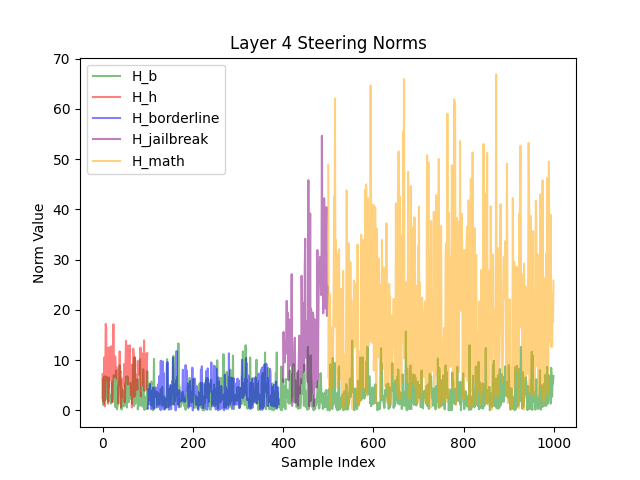 Layer 4 Steering Norms
H_b
H_h
H_borderline
H_jailbreak
H_math
Norm Value
70
60
50
40
30
20
10
0
0 200 400 600 800 1000
Sample Index